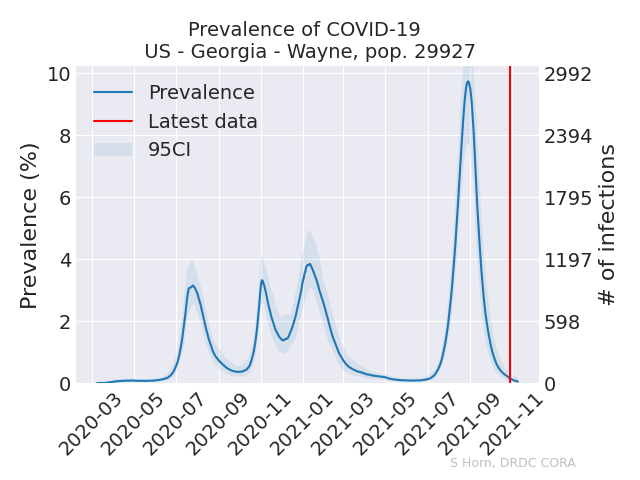 Prevalence of COVID-19
US - Georgia - Wayne, pop. 29927
Prevalence
Latest data
95CI
Prevalence (%)
10
8
6
4
2
0
2992
2394
1795
1197
598
0
# of infections
2020-03
2020-05
2020-07
2020-09
2020-11
2021-01
2021-03
2021-05
2021-07
2021-09
2021-11
S Horn, DRDC CORA